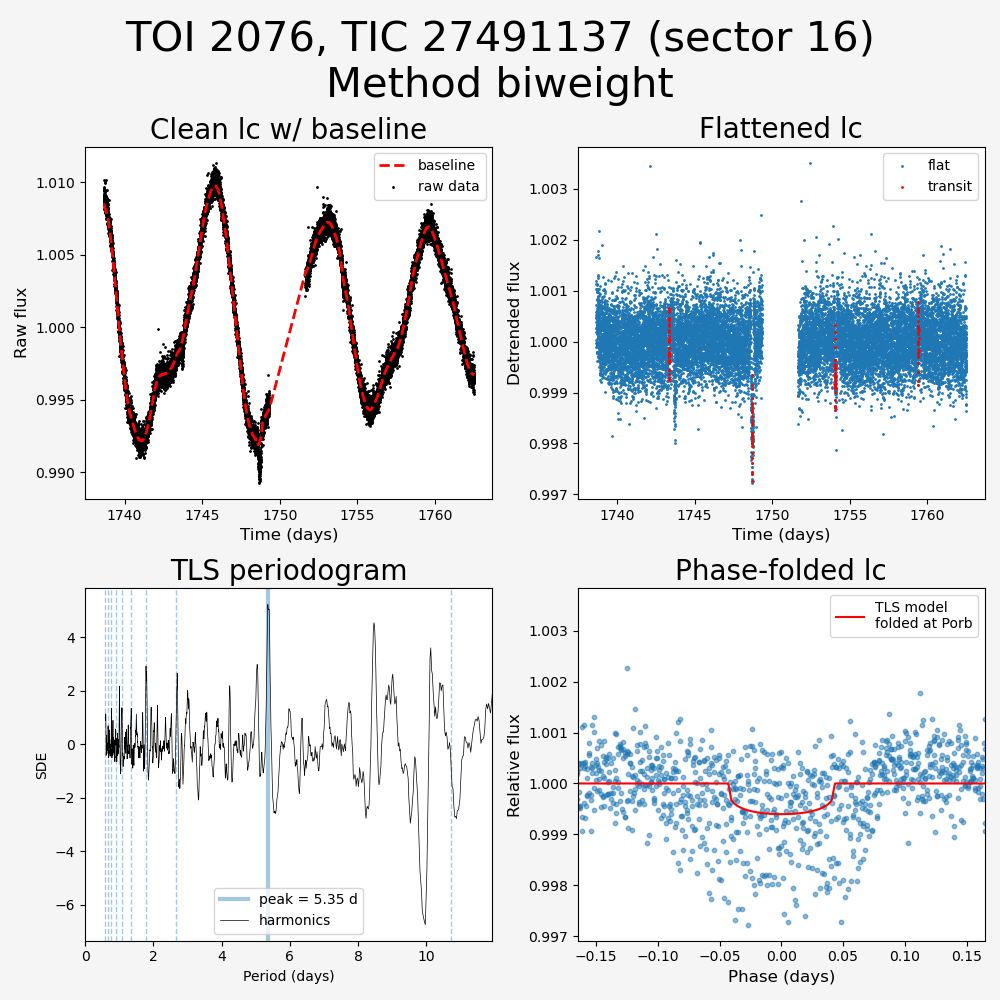 TOI 2076, TIC 27491137 (sector 16)
Method biweight
Clean lc w/ baseline
Flattened lc
baseline
raw data
flat
transit
Raw flux
1.010
1.005
1.000
0.995
0.990
1740 1745 1750 1755 1760
Time (days)
Detrended flux
1.003
1.002
1.001
1.000
0.999
0.998
0.997
1740 1745 1750 1755 1760
Time (days)
TLS periodogram
Phase-folded lc
SDE
4
2
0
−2
−4
−6
peak = 5.35 d
harmonics
0 2 4 6 8 10
Period (days)
TLS model
folded at Porb
Relative flux
1.003
1.002
1.001
1.000
0.999
0.998
0.997
−0.15 −0.10 −0.05 0.00 0.05 0.10 0.15
Phase (days)